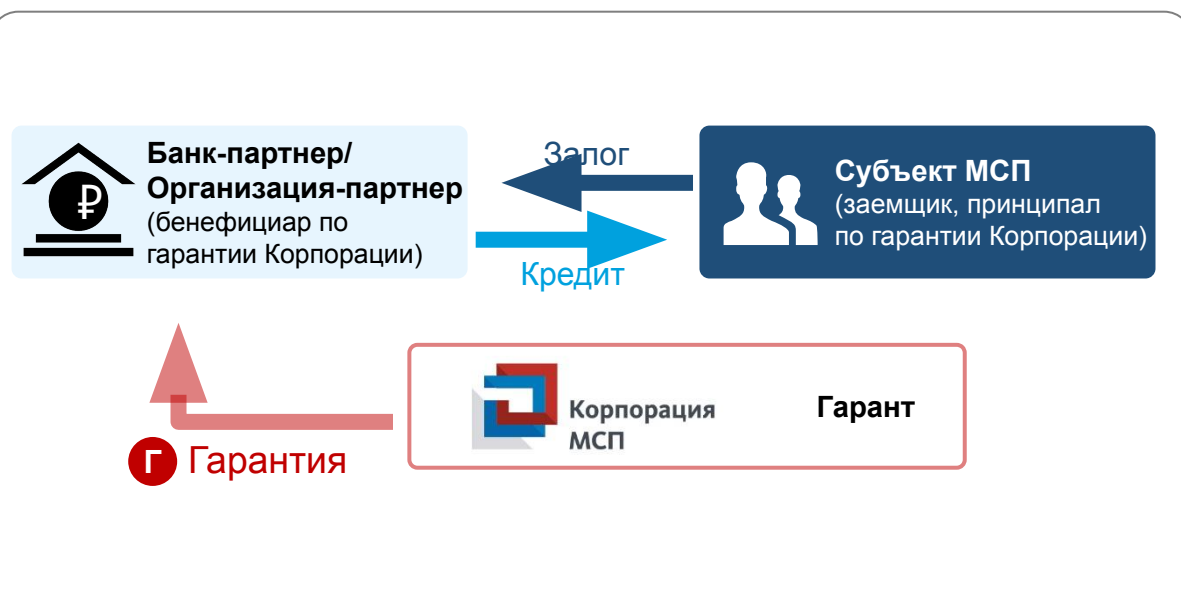 Банк-партнер/
Организация-партнер
(бенефициар по
гарантии Корпорации)
₽
Залог
Кредит
Субъект МСП
(заемщик, принципал
по гарантии Корпорации)
Корпорация
МСП
Гарант
Г Гарантия